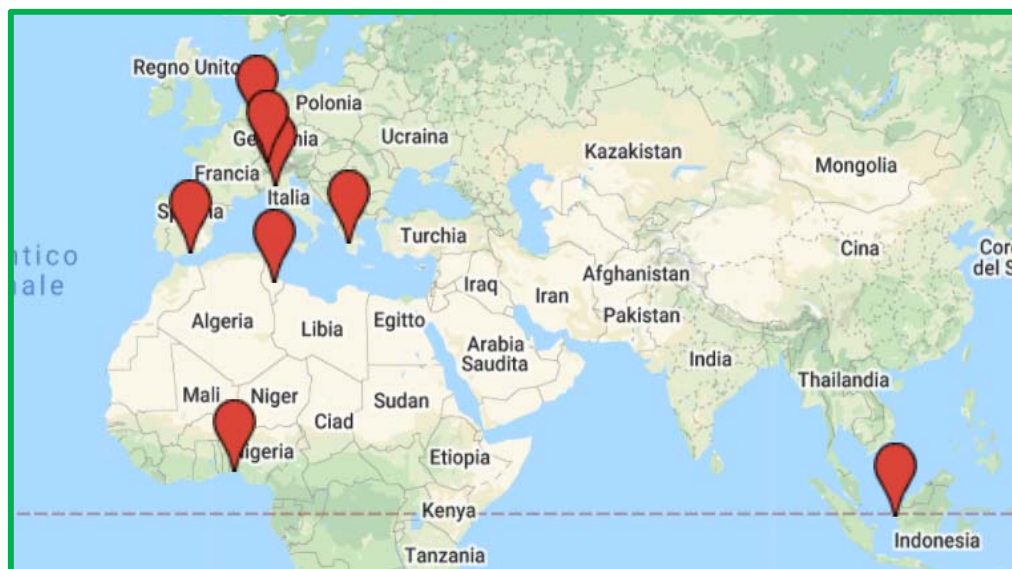 Regno Unito
Polonia
Ucraina
Kazakistan
Mongolia
Francia
Italia
Turchia
Cina
Afghanistan
Iraq
Iran
Pakistan
Algeria
Libia
Egitto
Arabia
Saudita
India
Thailandia
Mali
Niger
Ciad
Sudan
Etiopia
Kenya
Indonesia
Tanzania